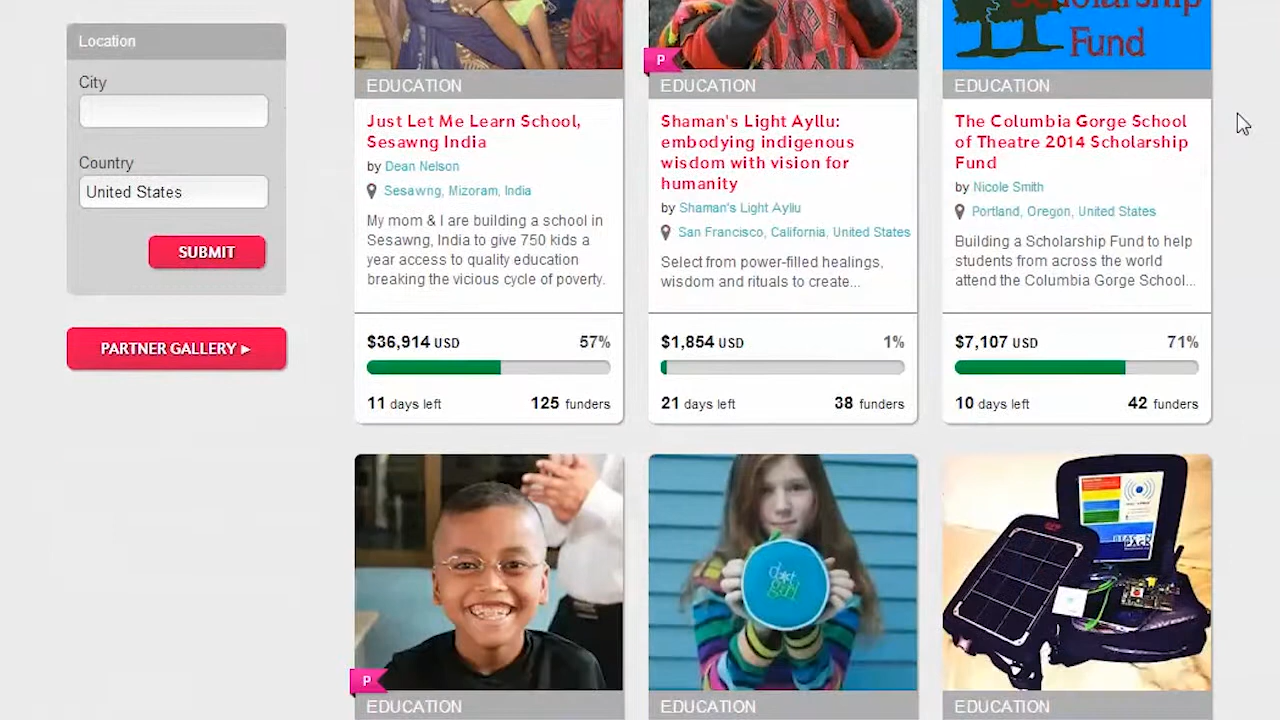 Location
City
Country
United States
SUBMIT
PARTNER GALLERY ▸
P
EDUCATION
Just Let Me Learn School,
Sesawng India
by Dean Nelson
Sesawng, Mizoram, India
My mom & I are building a school in
Sesawng, India to give 750 kids a
year access to quality education
breaking the vicious cycle of poverty.
$36,914 USD 57%
11 days left 125 funders
EDUCATION
Shaman's Light Ayllu:
embodying indigenous
wisdom with vision for
humanity
by Shaman's Light Ayllu
San Francisco, California, United States
Select from power-filled healings,
wisdom and rituals to create...
$1,854 USD 1%
21 days left 38 funders
Scholarship
Fund
EDUCATION
The Columbia Gorge School
of Theatre 2014 Scholarship
Fund
by Nicole Smith
Portland, Oregon, United States
Building a Scholarship Fund to help
students from across the world
attend the Columbia Gorge School...
$7,107 USD 71%
10 days left 42 funders
P
EDUCATION
dot
girl
EDUCATION
EDUCATION